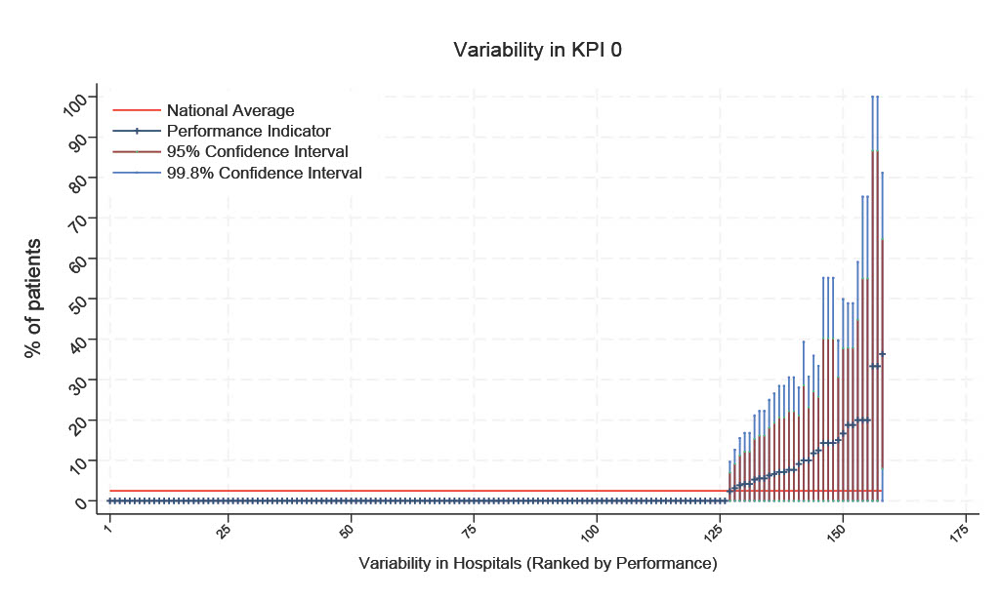 Variability in KPI 0
National Average
Performance Indicator
95% Confidence Interval
99.8% Confidence Interval
% of patients
100
90
80
70
60
50
40
30
20
10
0
1 25 50 75 100 125 150 175
Variability in Hospitals (Ranked by Performance)